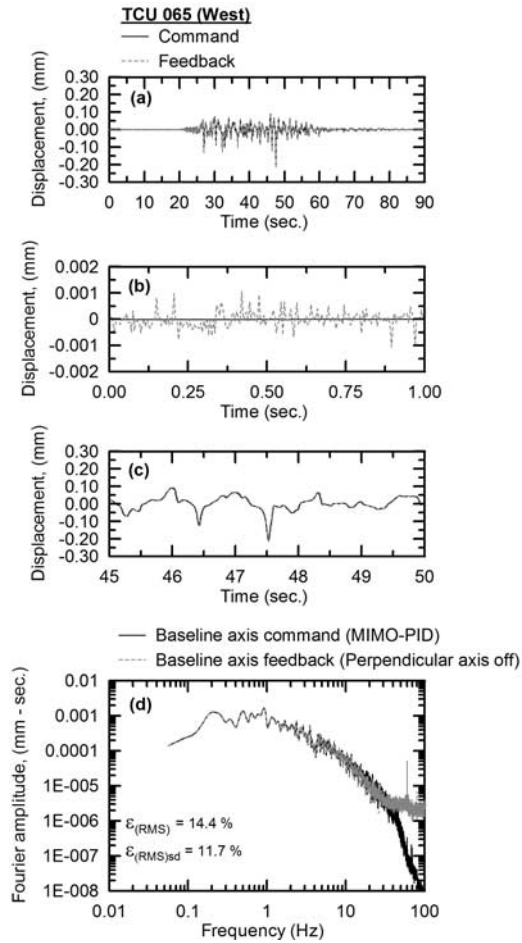 TCU 065 (West)
Command
Feedback
(a)
Displacement, (mm)
0.30
0.20
0.10
0.00
-0.10
-0.20
-0.30
0 10 20 30 40 50 60 70 80 90
Time (sec.)
(b)
Displacement, (mm)
0.002
0.001
0
-0.001
-0.002
0.00 0.25 0.50 0.75 1.00
Time (sec.)
(c)
Displacement, (mm)
0.30
0.20
0.10
0.00
-0.10
-0.20
-0.30
45 46 47 48 49 50
Time (sec.)
Baseline axis command (MIMO-PID)
Baseline axis feedback (Perpendicular axis off)
(d)
Fourier amplitude, (mm - sec.)
0.01
0.001
0.0001
1E-005
1E-006
1E-007
1E-008
ε(RMS) = 14.4 %
ε(RMS)sd = 11.7 %
0.01 0.1 1 10 100
Frequency (Hz)